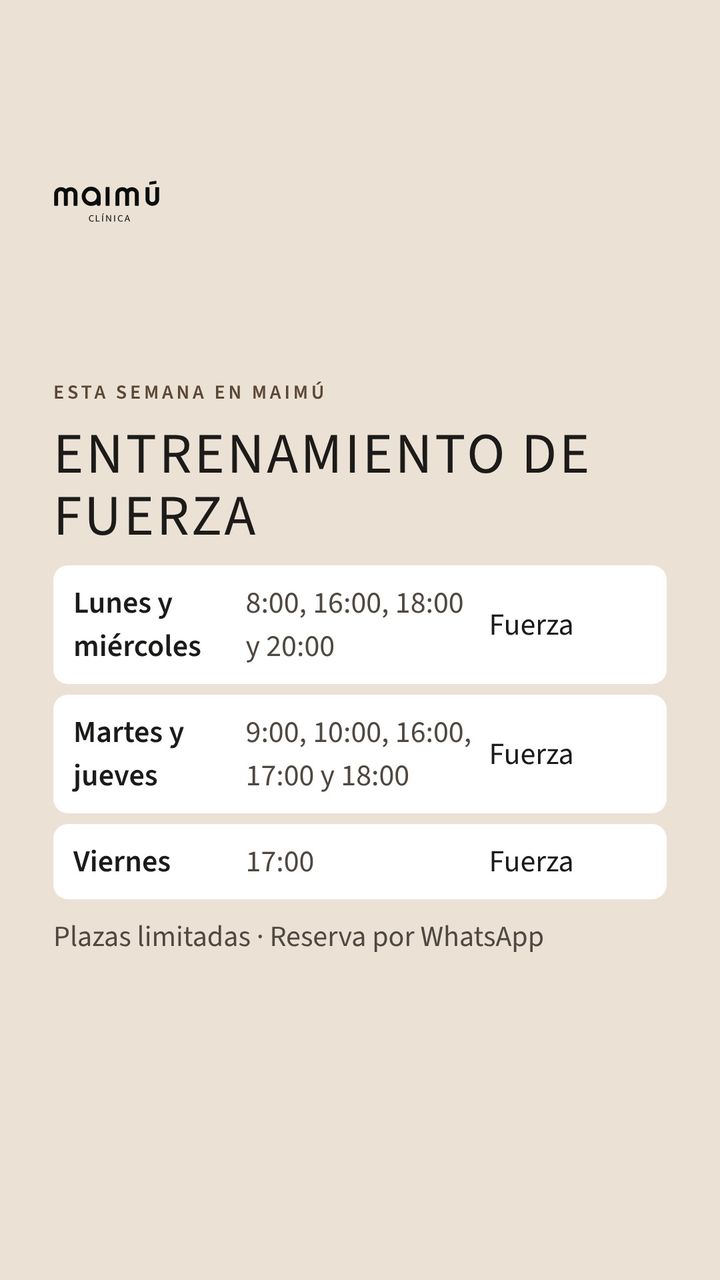 maimú
CLÍNICA
ESTA SEMANA EN MAIMÚ
ENTRENAMIENTO DE
FUERZA
Lunes y
miércoles
8:00, 16:00, 18:00
y 20:00
Fuerza
Martes y
jueves
9:00, 10:00, 16:00,
17:00 y 18:00
Fuerza
Viernes
17:00
Fuerza
Plazas limitadas · Reserva por WhatsApp